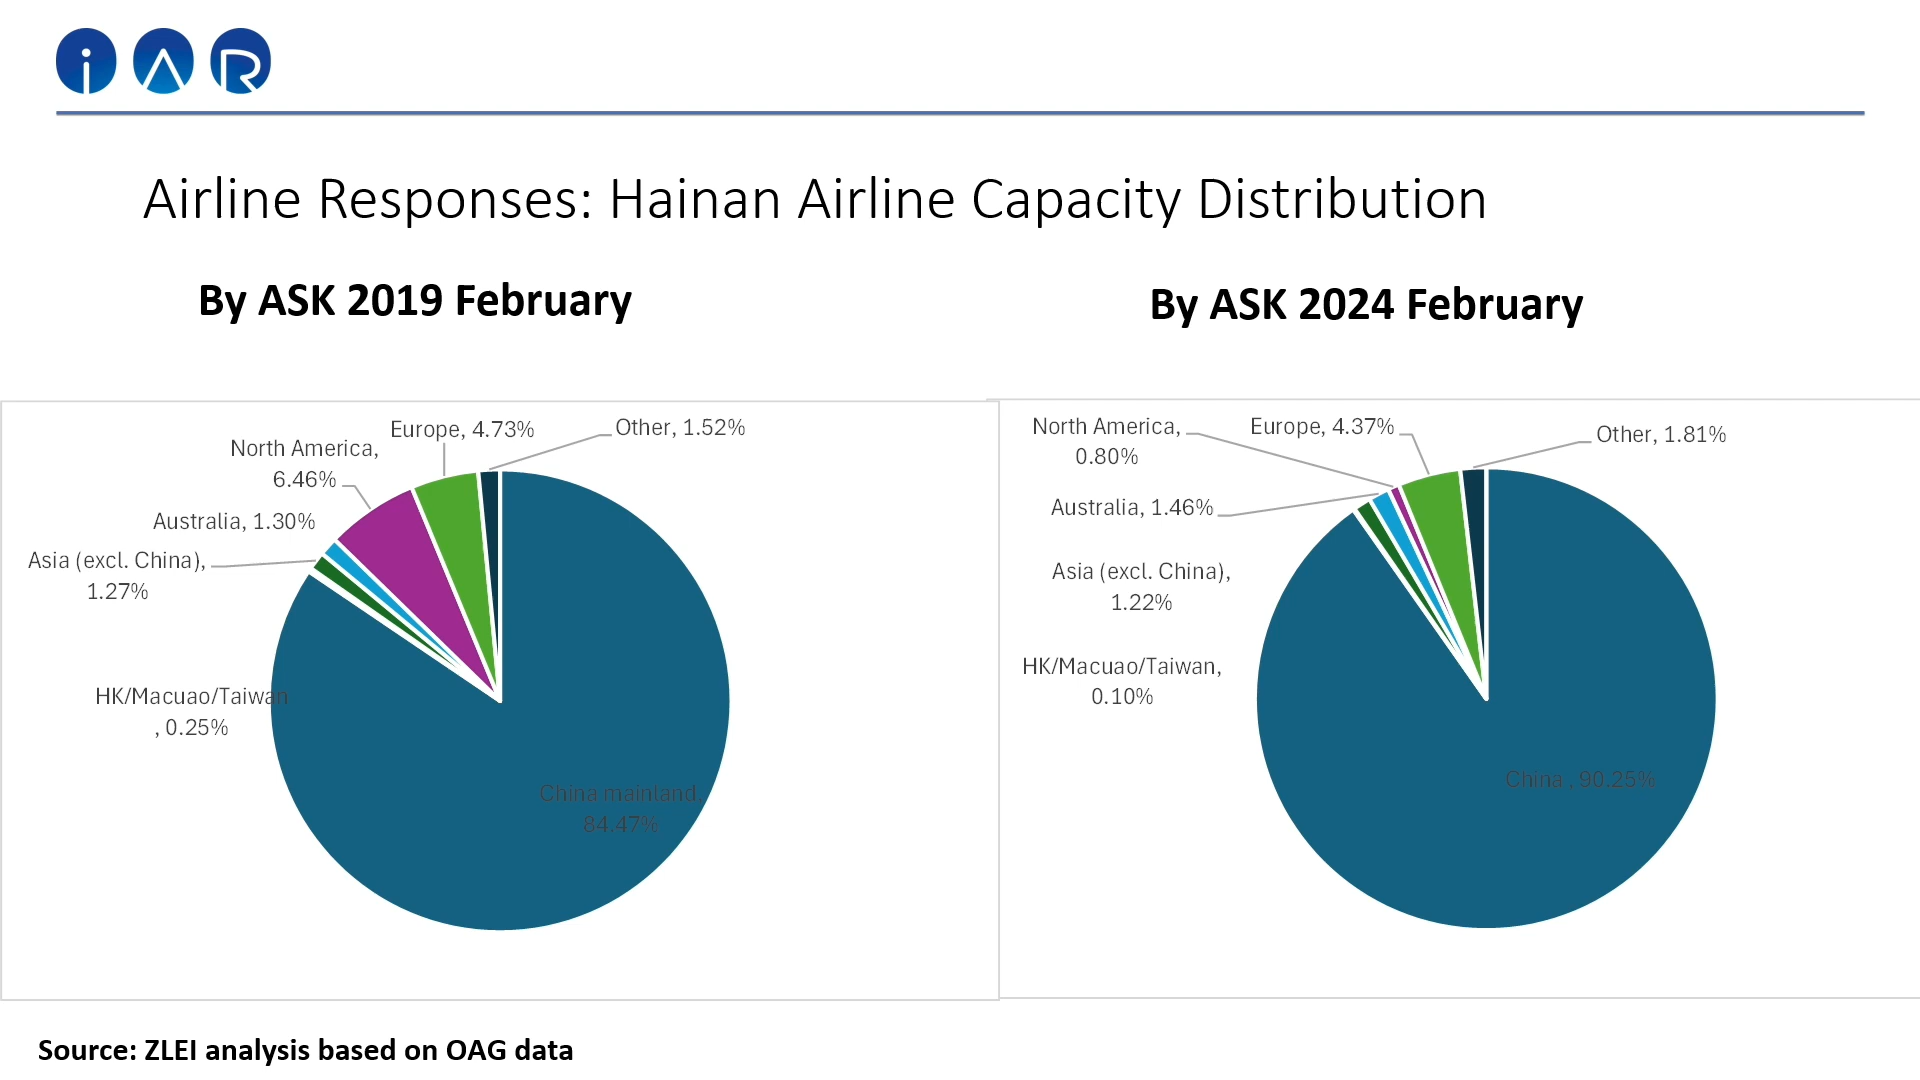 iAR
Airline Responses: Hainan Airline Capacity Distribution
By ASK 2019 February
Europe, 4.73%
Other, 1.52%
North America,
6.46%
Australia, 1.30%
Asia (excl. China),
1.27%
HK/Macuao/Taiwan
, 0.25%
China mainland,
84.47%
By ASK 2024 February
North America,
0.80%
Europe, 4.37%
Other, 1.81%
Australia, 1.46%
Asia (excl. China),
1.22%
HK/Macuao/Taiwan,
0.10%
China , 90.25%
Source: ZLEI analysis based on OAG data